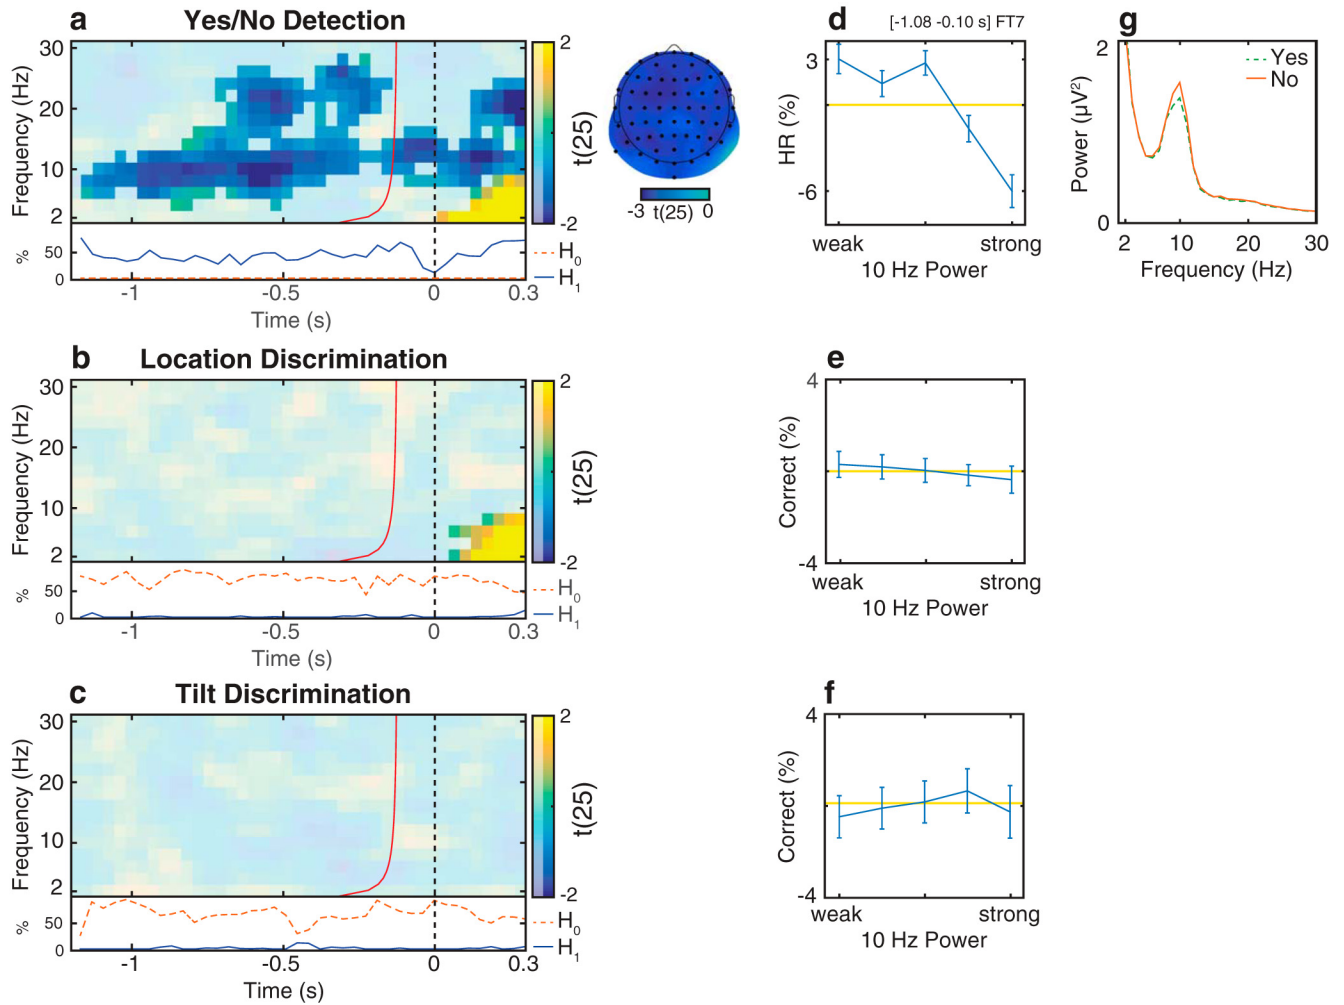 a Yes/No Detection
30
20
10
2
Frequency (Hz)
2
-2
t(25)
50
0
%
H0
H1
-1 -0.5 0 0.3
Time (s)
-3 t(25) 0
d [-1.08 -0.10 s] FT7
3
-6
HR (%)
weak strong
10 Hz Power
g
2
0
Power (µV²)
Yes
No
2 10 20 30
Frequency (Hz)
b Location Discrimination
30
20
10
2
Frequency (Hz)
2
-2
t(25)
50
0
%
H0
H1
-1 -0.5 0 0.3
Time (s)
e
4
-4
Correct (%)
weak strong
10 Hz Power
c Tilt Discrimination
30
20
10
2
Frequency (Hz)
2
-2
t(25)
50
0
%
H0
H1
-1 -0.5 0 0.3
Time (s)
f
4
-4
Correct (%)
weak strong
10 Hz Power